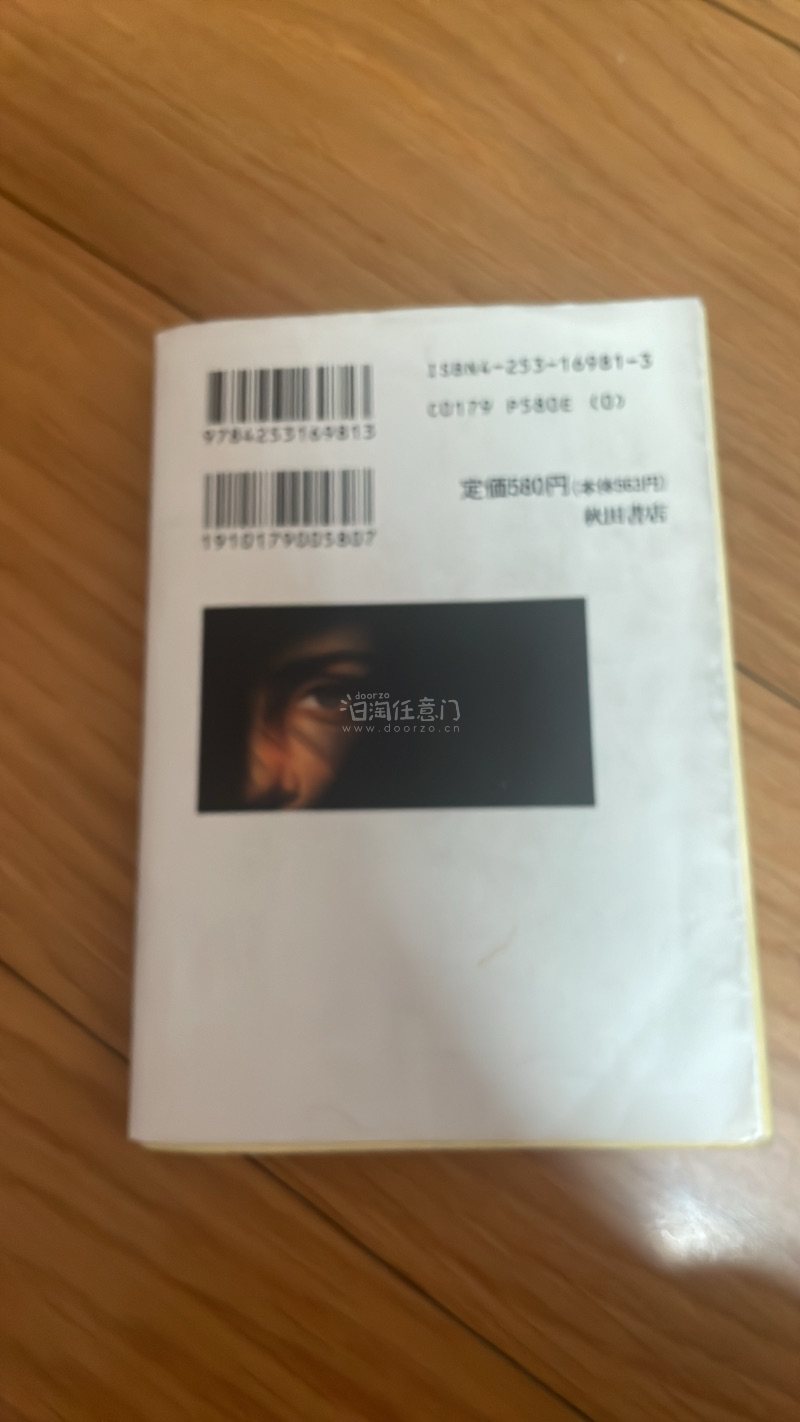 ISBN4-253-16981-3
C0179 P580E (0)
9784253169813
定価580円(本体563円)
秋田書店
1910179005807
doorzo
日淘任意门
www.doorzo.cn